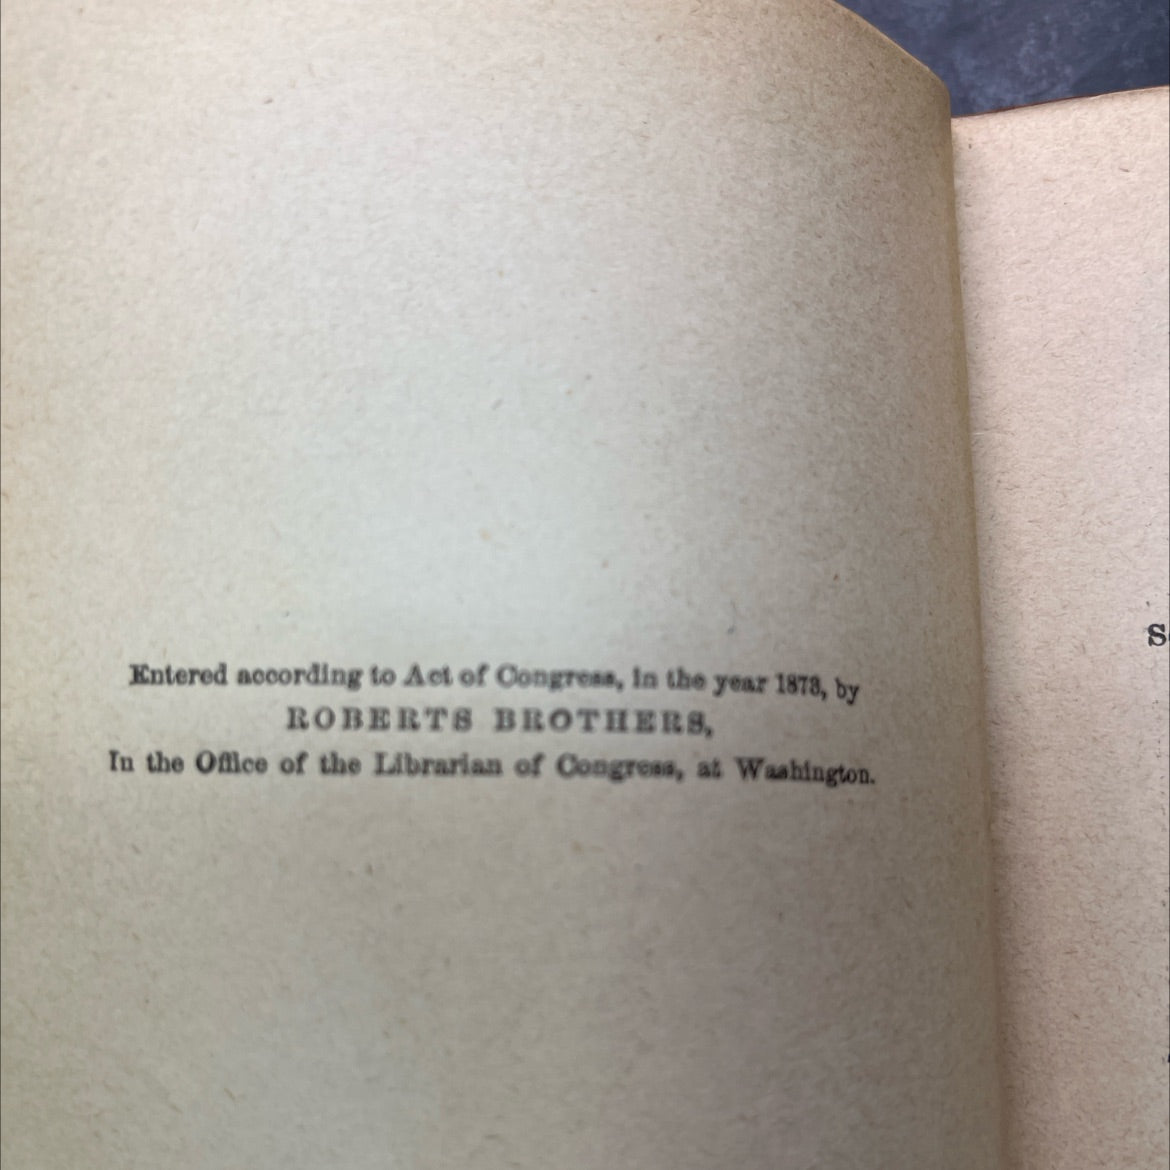 Entered according to Act of Congress, in the year 1873, by
ROBERTS BROTHERS,
In the Office of the Librarian of Congress, at Washington.
S